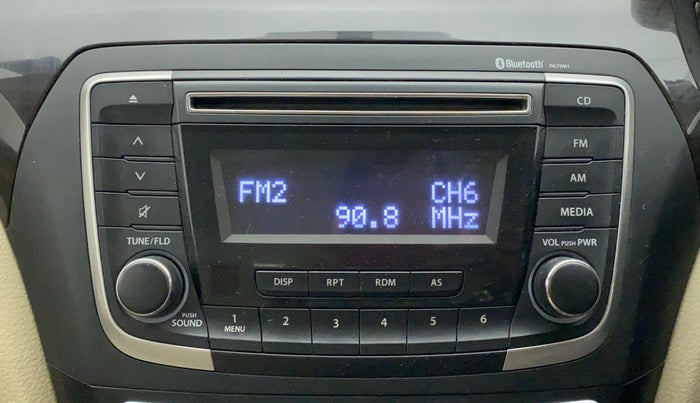 Bluetooth PA79M1
CD
FM
AM
MEDIA
FM2 CH6
90.8 MHz
TUNE/FLD
VOL PUSH PWR
DISP RPT RDM AS
PUSH
SOUND
1 2 3 4 5 6
MENU